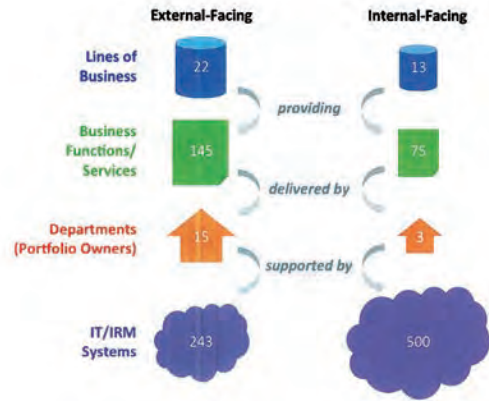 External-Facing Internal-Facing
Lines of
Business
22 13
providing
Business
Functions/
Services
145 75
delivered by
Departments
(Portfolio Owners)
15 3
supported by
IT/IRM
Systems
243 500